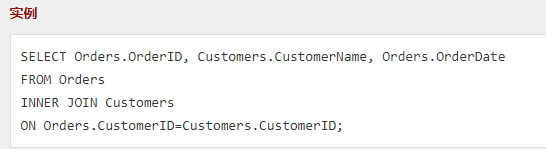 实例
SELECT Orders.OrderID, Customers.CustomerName, Orders.OrderDate
FROM Orders
INNER JOIN Customers
ON Orders.CustomerID=Customers.CustomerID;